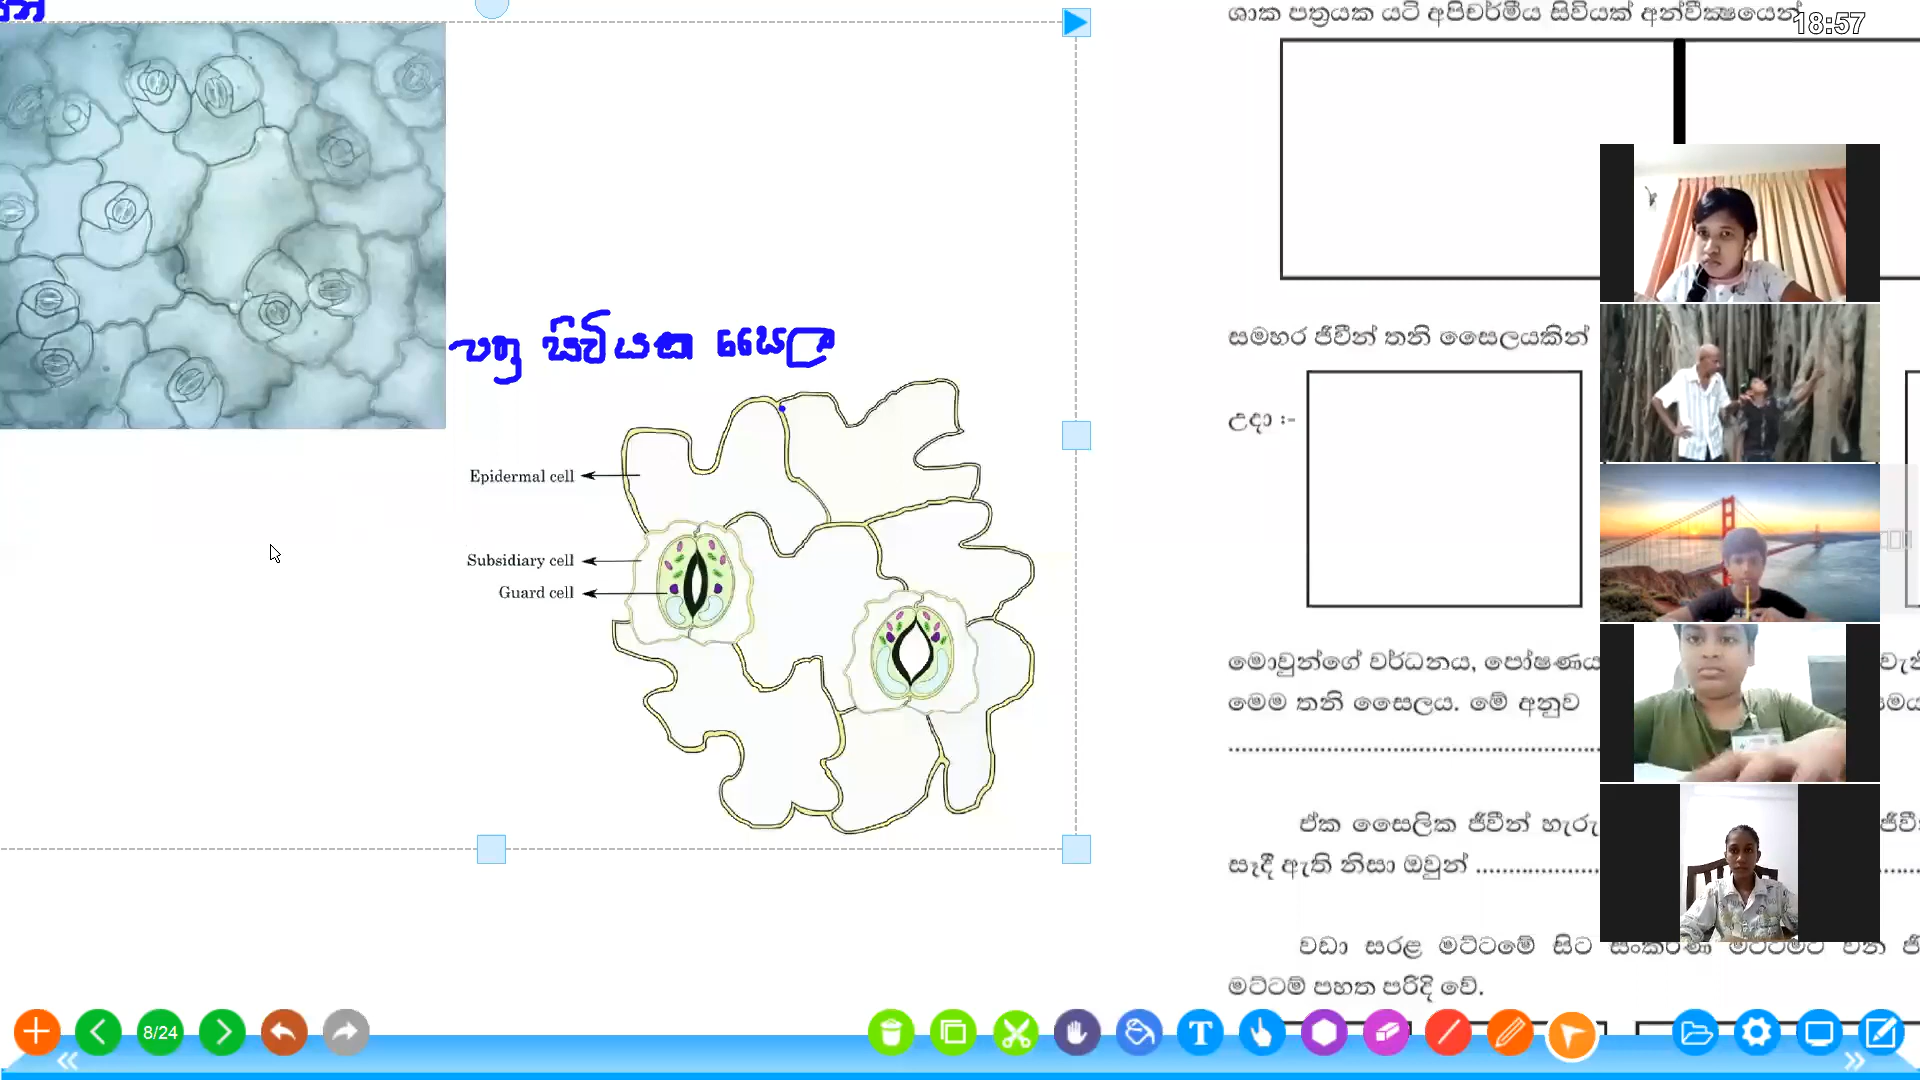 ශාක පත්‍රයක යටි අපිචර්මීය සිවියක් අන්වීක්ෂයෙන්
18:57
පත්‍ර සිවියක සෛල
Epidermal cell
Subsidiary cell
Guard cell
සමහර ජීවීන් තනි සෛලයකින්
උදා :-
මොවුන්ගේ වර්ධනය, පෝෂණය
මෙම තනි සෛලය. මේ අනුව
ඒක සෛලික ජීවීන් හැරු
සෑදී ඇති නිසා ඔවුන්
වඩා සරළ මට්ටමේ සිට සංකීර්ණ මට්ටමට වන
මට්ටම් පහත පරිදි වේ.
8/24